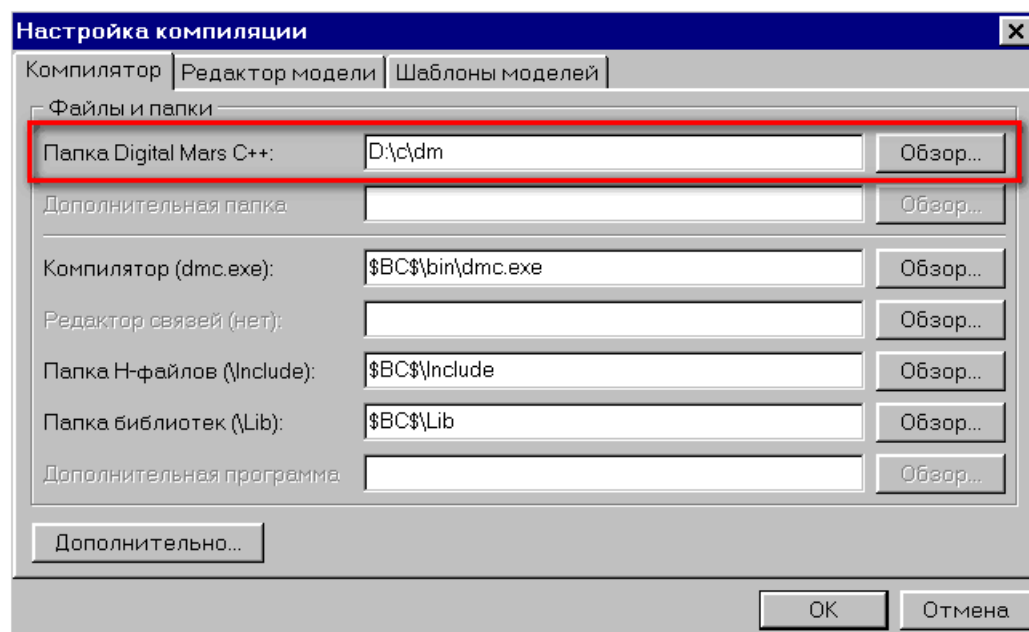 Настройка компиляции
Компилятор Редактор модели Шаблоны моделей
Файлы и папки
Папка Digital Mars C++: D:\c\dm Обзор...
Дополнительная папка Обзор...
Компилятор (dmc.exe): $BC$\bin\dmc.exe Обзор...
Редактор связей (нет): Обзор...
Папка H-файлов (\Include): $BC$\Include Обзор...
Папка библиотек (\Lib): $BC$\Lib Обзор...
Дополнительная программа Обзор...
Дополнительно...
OK Отмена